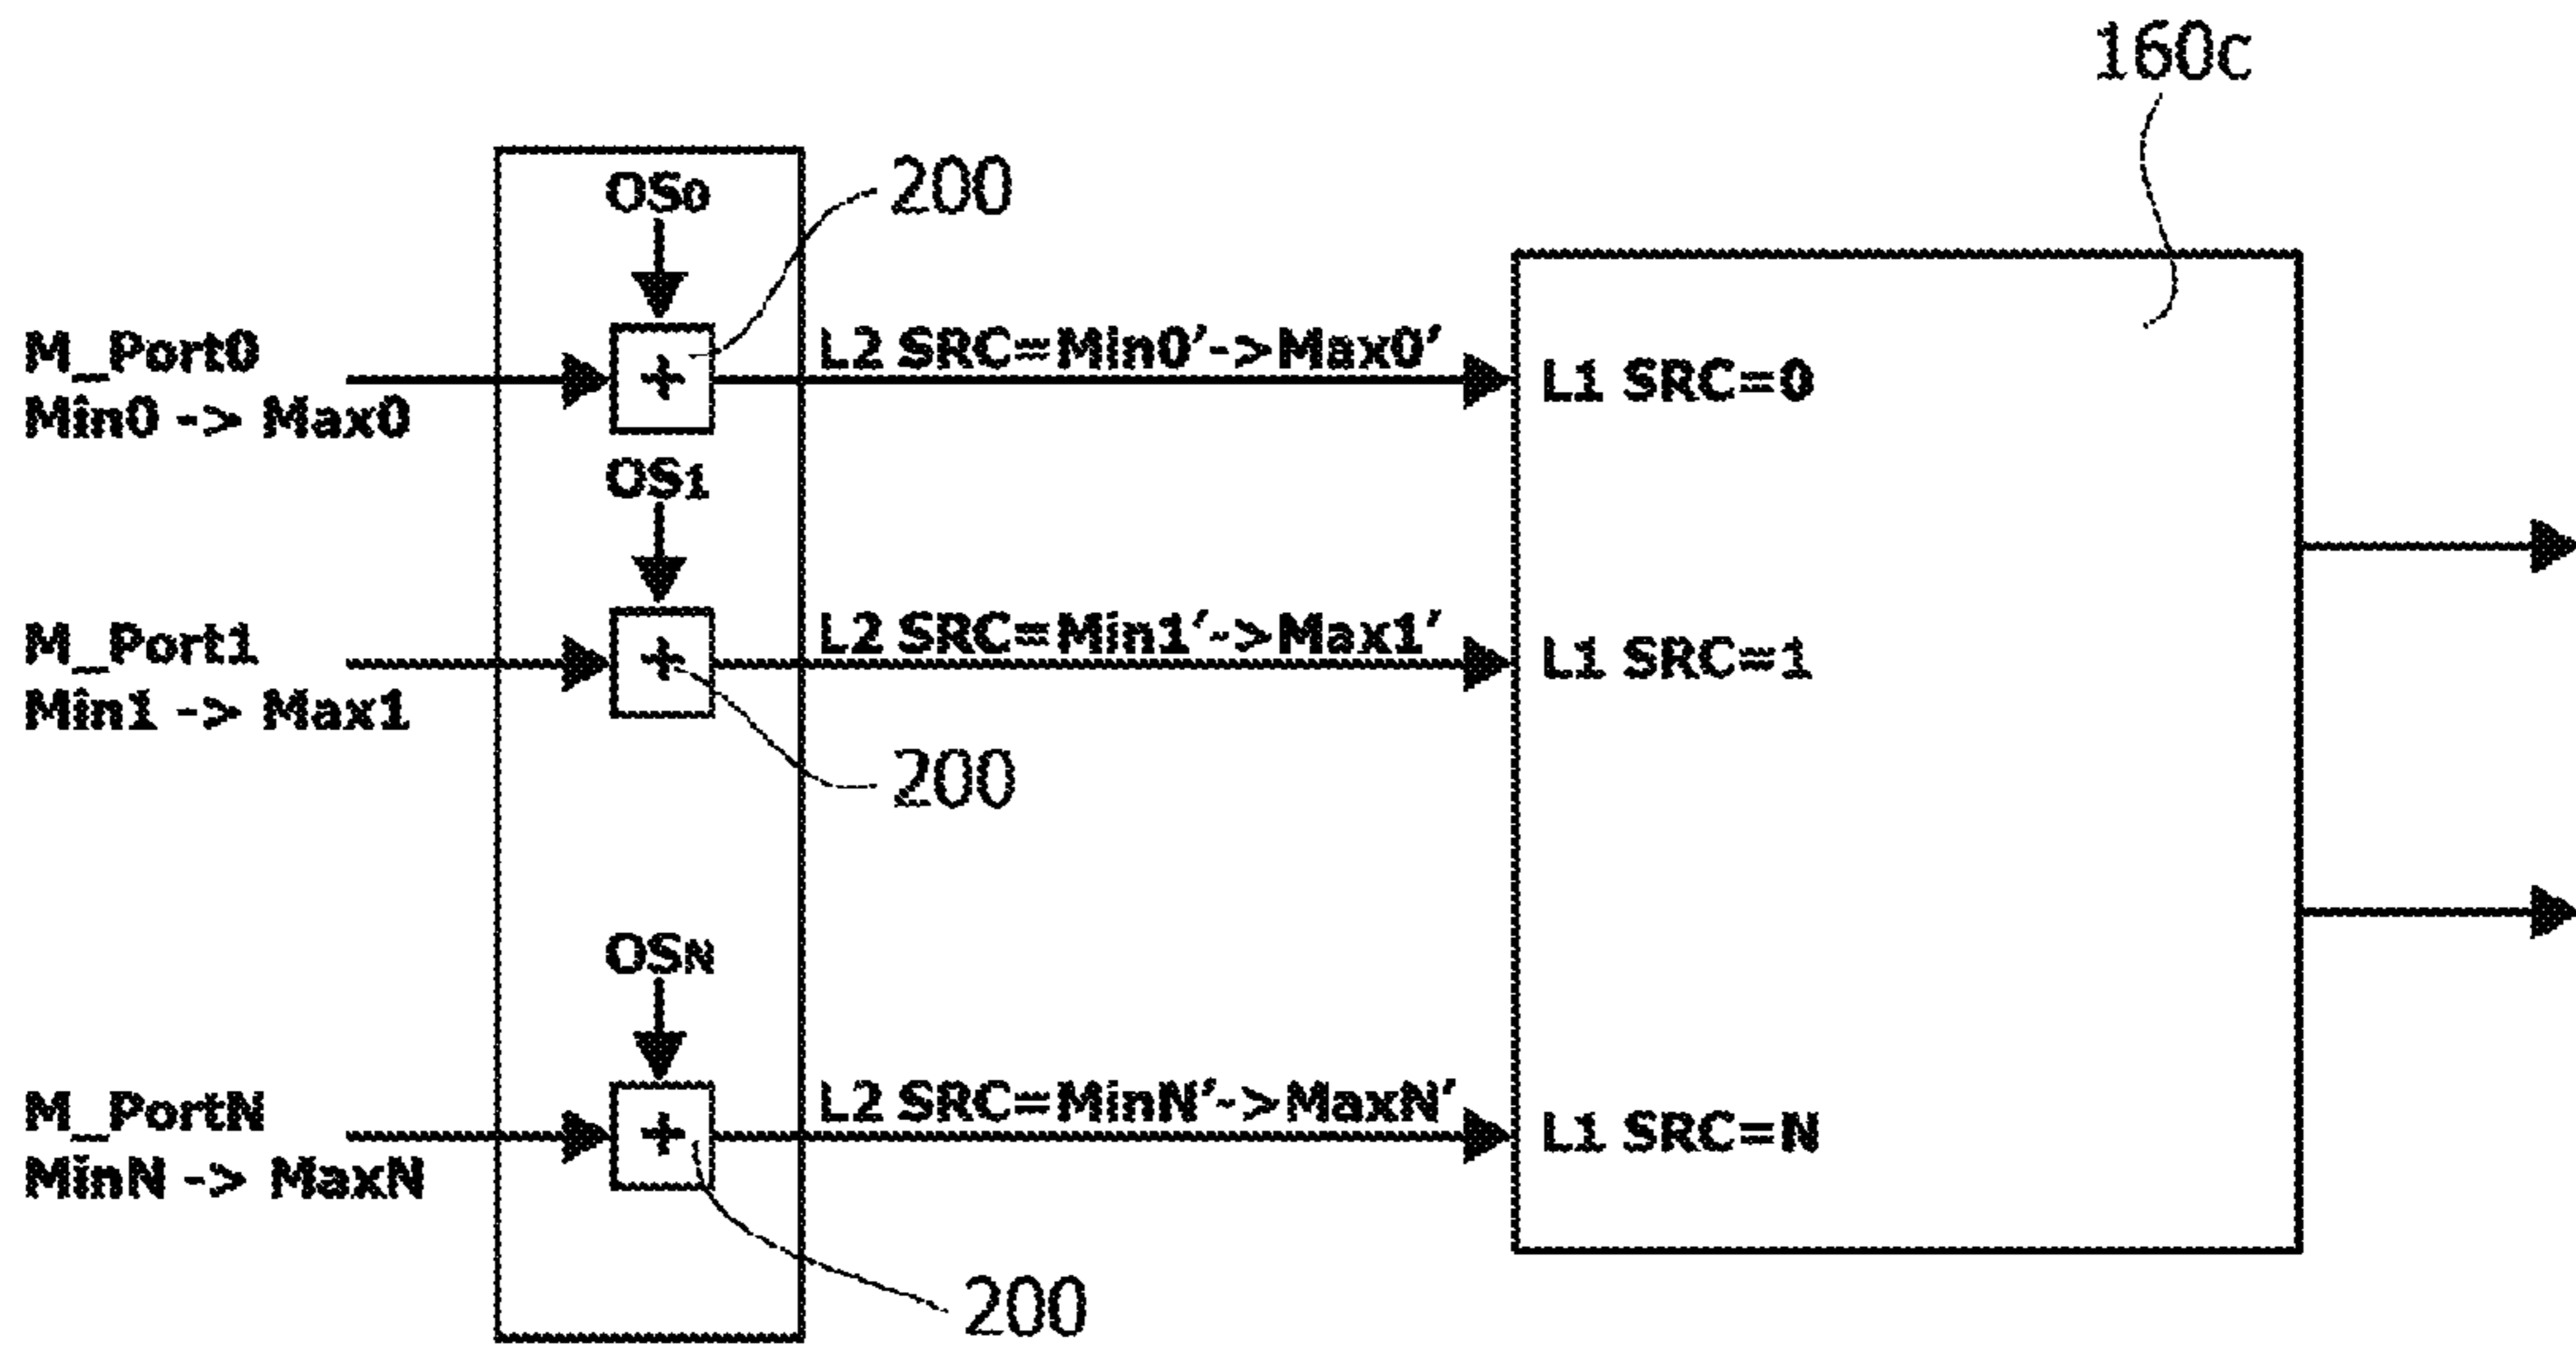 160c
OS0
200
M_Port0
Min0 -> Max0
+
L2 SRC=Min0’->Max0’
L1 SRC=0
OS1
M_Port1
Min1 -> Max1
+
L2 SRC=Min1’->Max1’
L1 SRC=1
200
OSN
M_PortN
MinN -> MaxN
+
L2 SRC=MinN’->MaxN’
L1 SRC=N
200